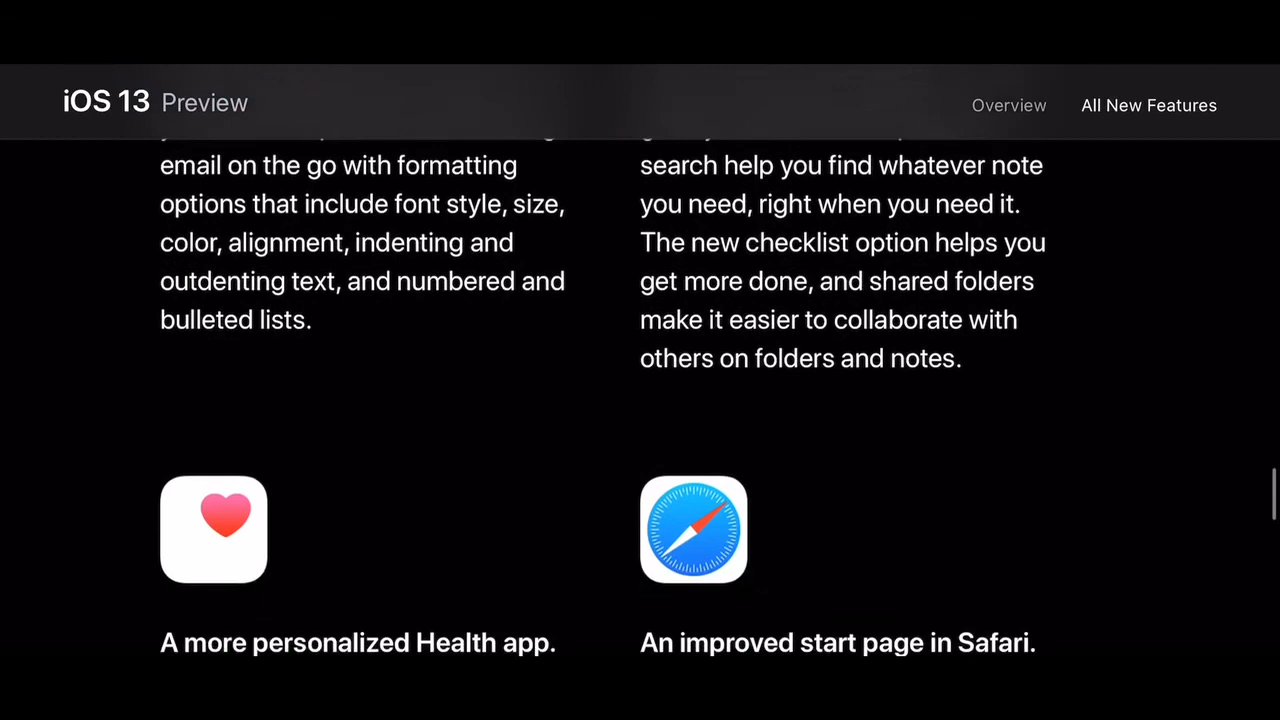 iOS 13 Preview
Overview
All New Features
email on the go with formatting
options that include font style, size,
color, alignment, indenting and
outdenting text, and numbered and
bulleted lists.
search help you find whatever note
you need, right when you need it.
The new checklist option helps you
get more done, and shared folders
make it easier to collaborate with
others on folders and notes.
A more personalized Health app.
An improved start page in Safari.